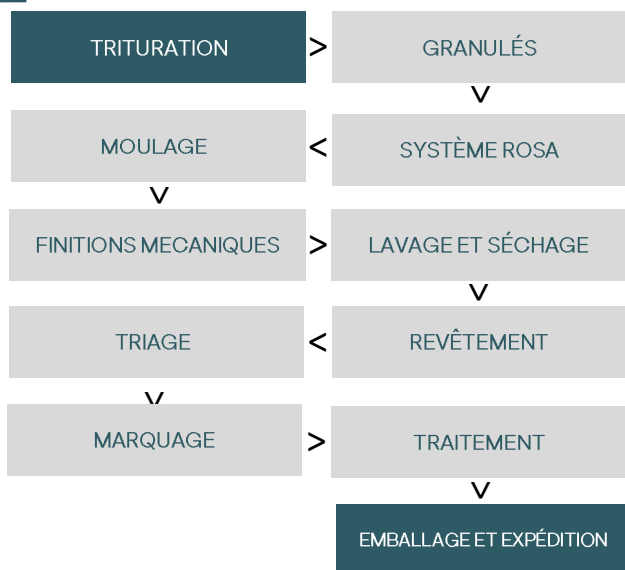 TRITURATION > GRANULÉS
>
MOULAGE < SYSTÈME ROSA
>
FINITIONS MECANIQUES > LAVAGE ET SÉCHAGE
>
TRIAGE < REVÊTEMENT
>
MARQUAGE > TRAITEMENT
>
EMBALLAGE ET EXPÉDITION